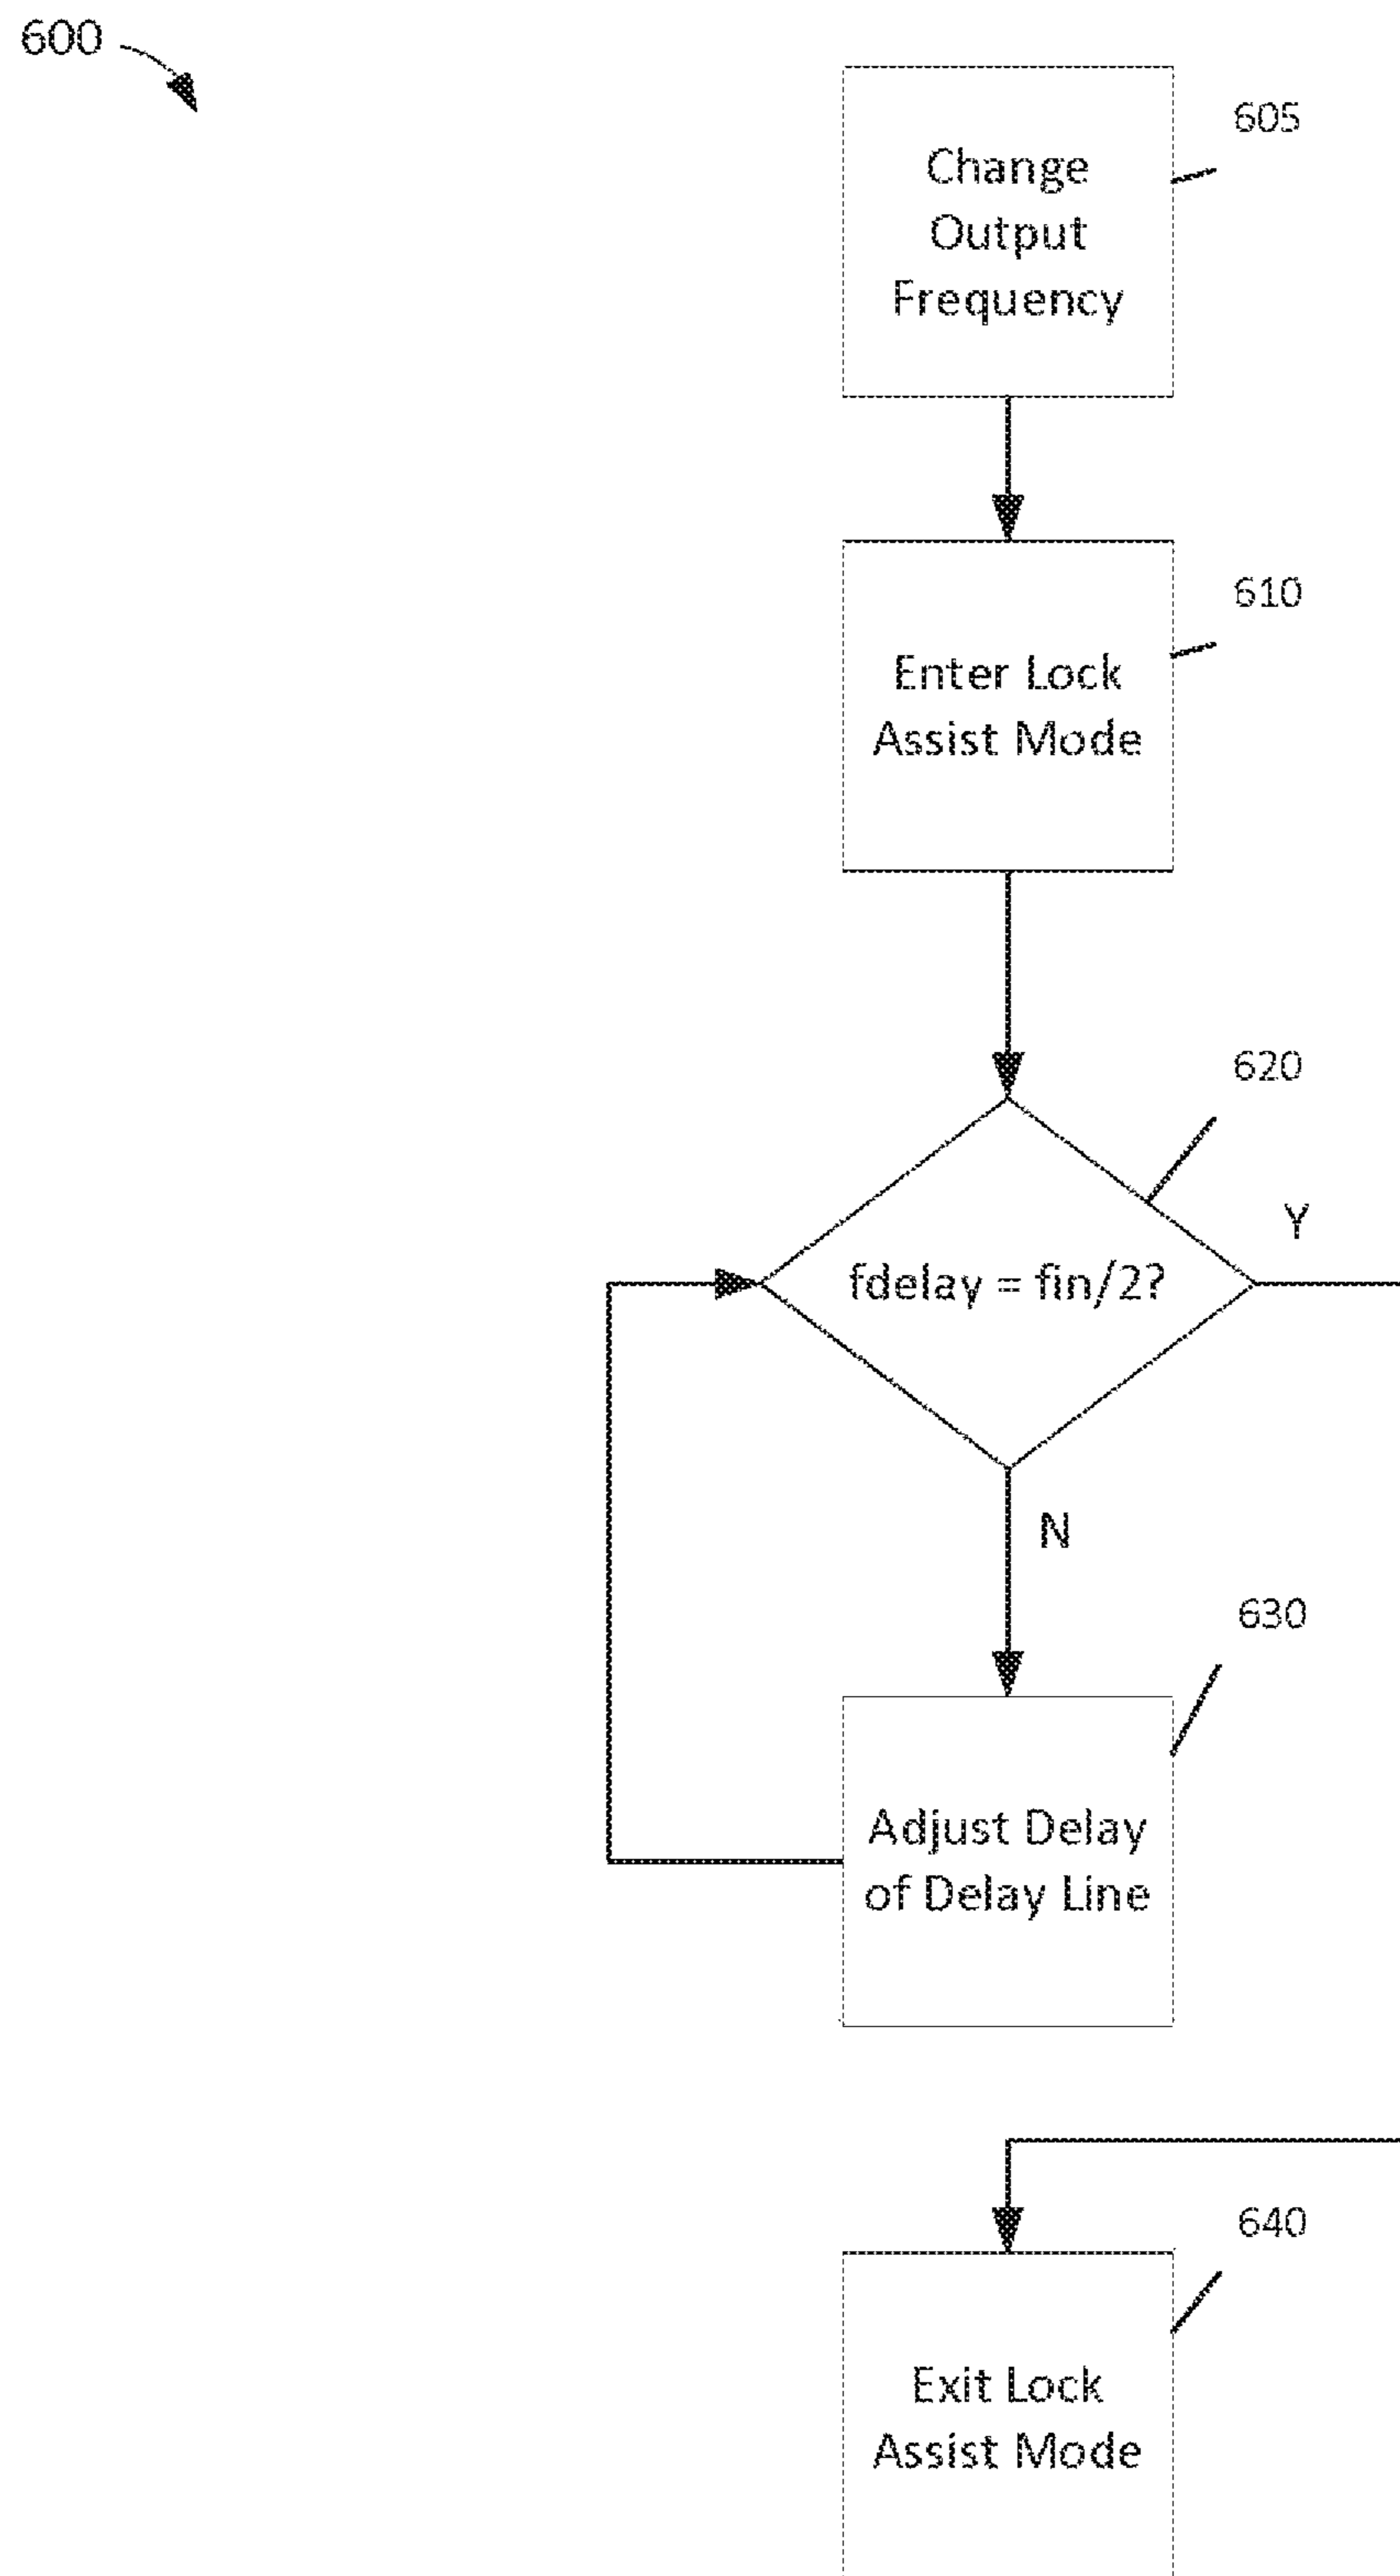 600
605
Change
Output
Frequency
610
Enter Lock
Assist Mode
620
Y
fdelay = fin/2?
N
630
Adjust Delay
of Delay Line
640
Exit Lock
Assist Mode